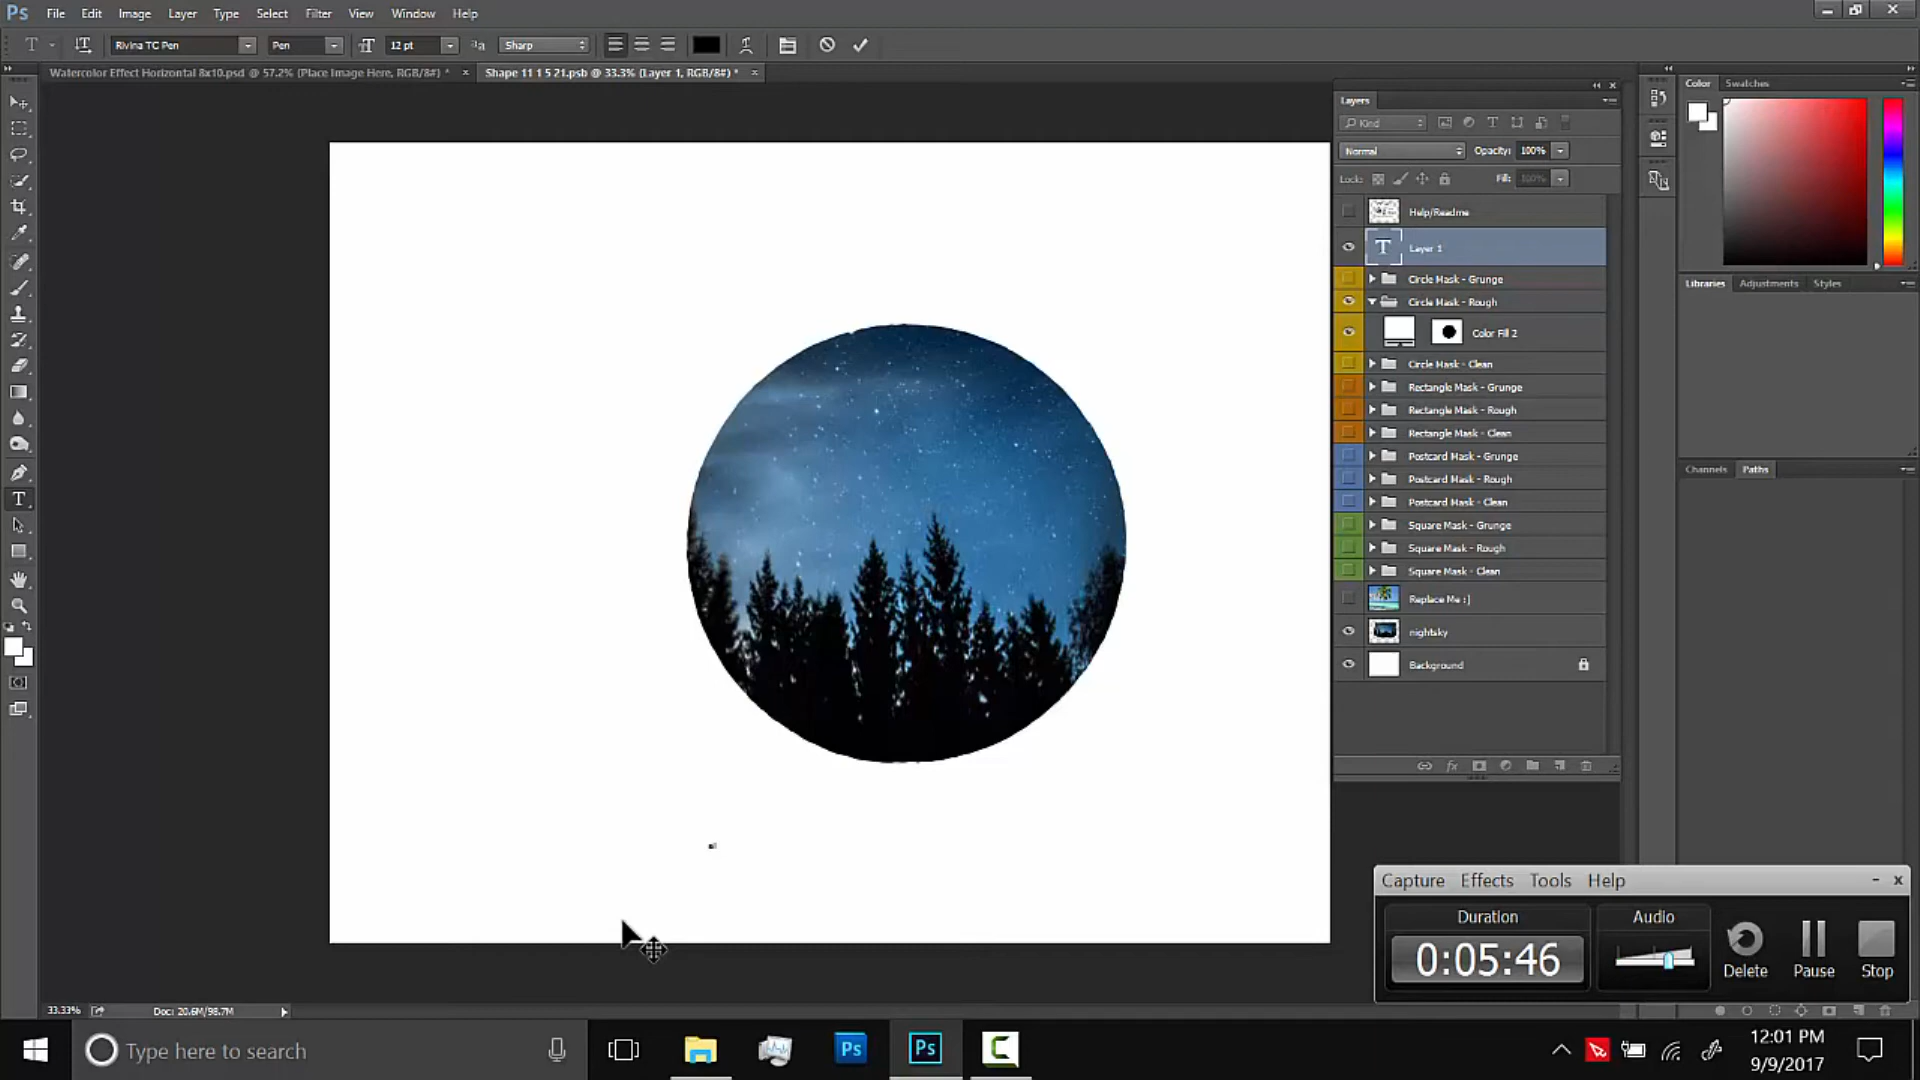 Ps File Edit Image Layer Type Select Filter View Window Help
T Rivina TC Pen Pen 12 pt Sharp
Watercolor Effect Horizontal 8x10.psd @ 57.2% (Place Image Here, RGB/8#) * × Shape 11 1 5 21.psb @ 33.3% (Layer 1, RGB/8#) * ×
Layers
Kind
Normal Opacity: 100%
Lock: Fill: 100%
Help/Readme
T Layer 1
Circle Mask - Grunge
Circle Mask - Rough
Color Fill 2
Circle Mask - Clean
Rectangle Mask - Grunge
Rectangle Mask - Rough
Rectangle Mask - Clean
Postcard Mask - Grunge
Postcard Mask - Rough
Postcard Mask - Clean
Square Mask - Grunge
Square Mask - Rough
Square Mask - Clean
Replace Me :]
nightsky
Background
fx
Color Swatches
Libraries Adjustments Styles
Channels Paths
Capture Effects Tools Help
Duration Audio
0:05:46
Delete Pause Stop
33.33% Doc: 20.6M/98.7M
Type here to search
Ps Ps
12:01 PM
9/9/2017